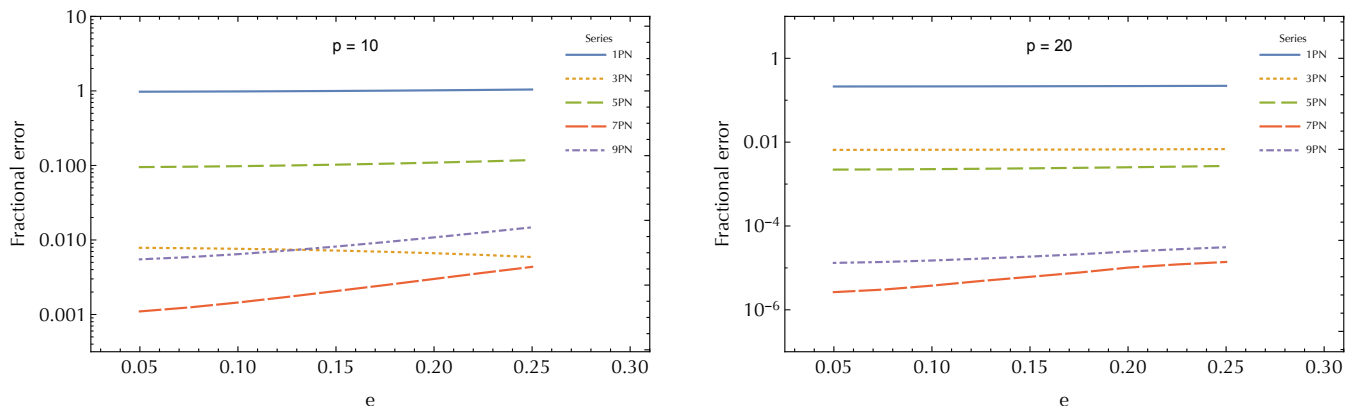 p = 10
Series
1PN
3PN
5PN
7PN
9PN
Fractional error
10
1
0.100
0.010
0.001
0.05 0.10 0.15 0.20 0.25 0.30
e
p = 20
Series
1PN
3PN
5PN
7PN
9PN
Fractional error
1
0.01
10⁻⁴
10⁻⁶
0.05 0.10 0.15 0.20 0.25 0.30
e